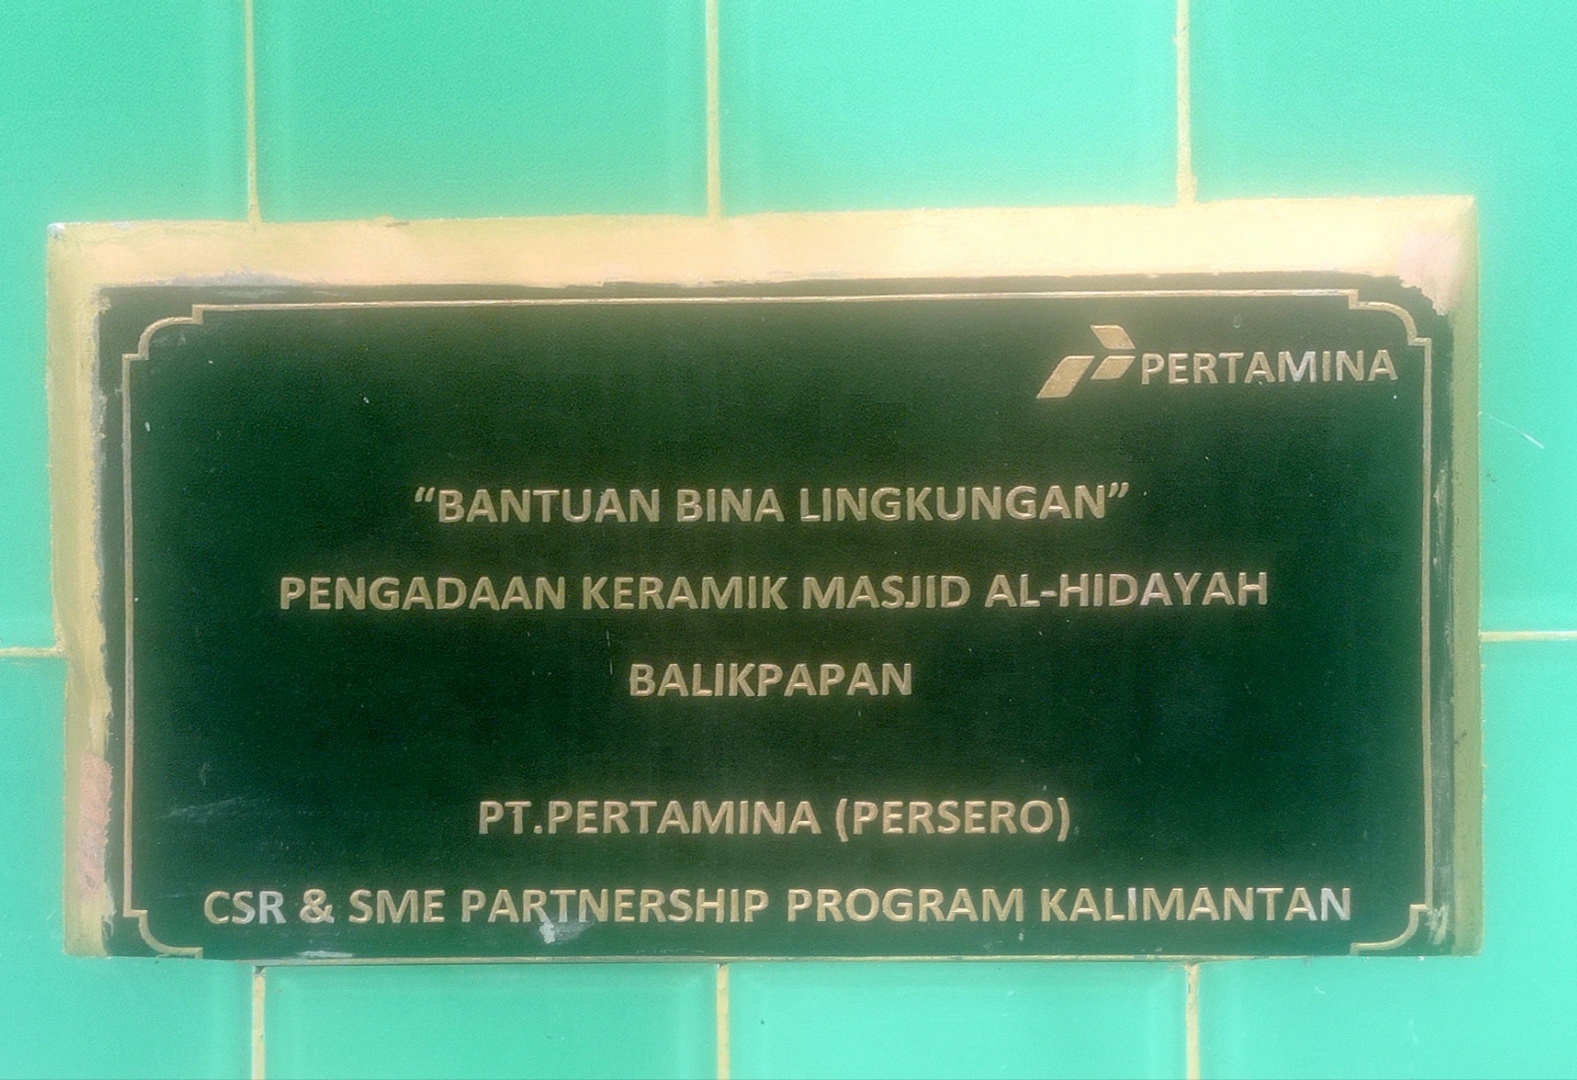 PERTAMINA
“BANTUAN BINA LINGKUNGAN”
PENGADAAN KERAMIK MASJID AL-HIDAYAH
BALIKPAPAN
PT.PERTAMINA (PERSERO)
CSR & SME PARTNERSHIP PROGRAM KALIMANTAN